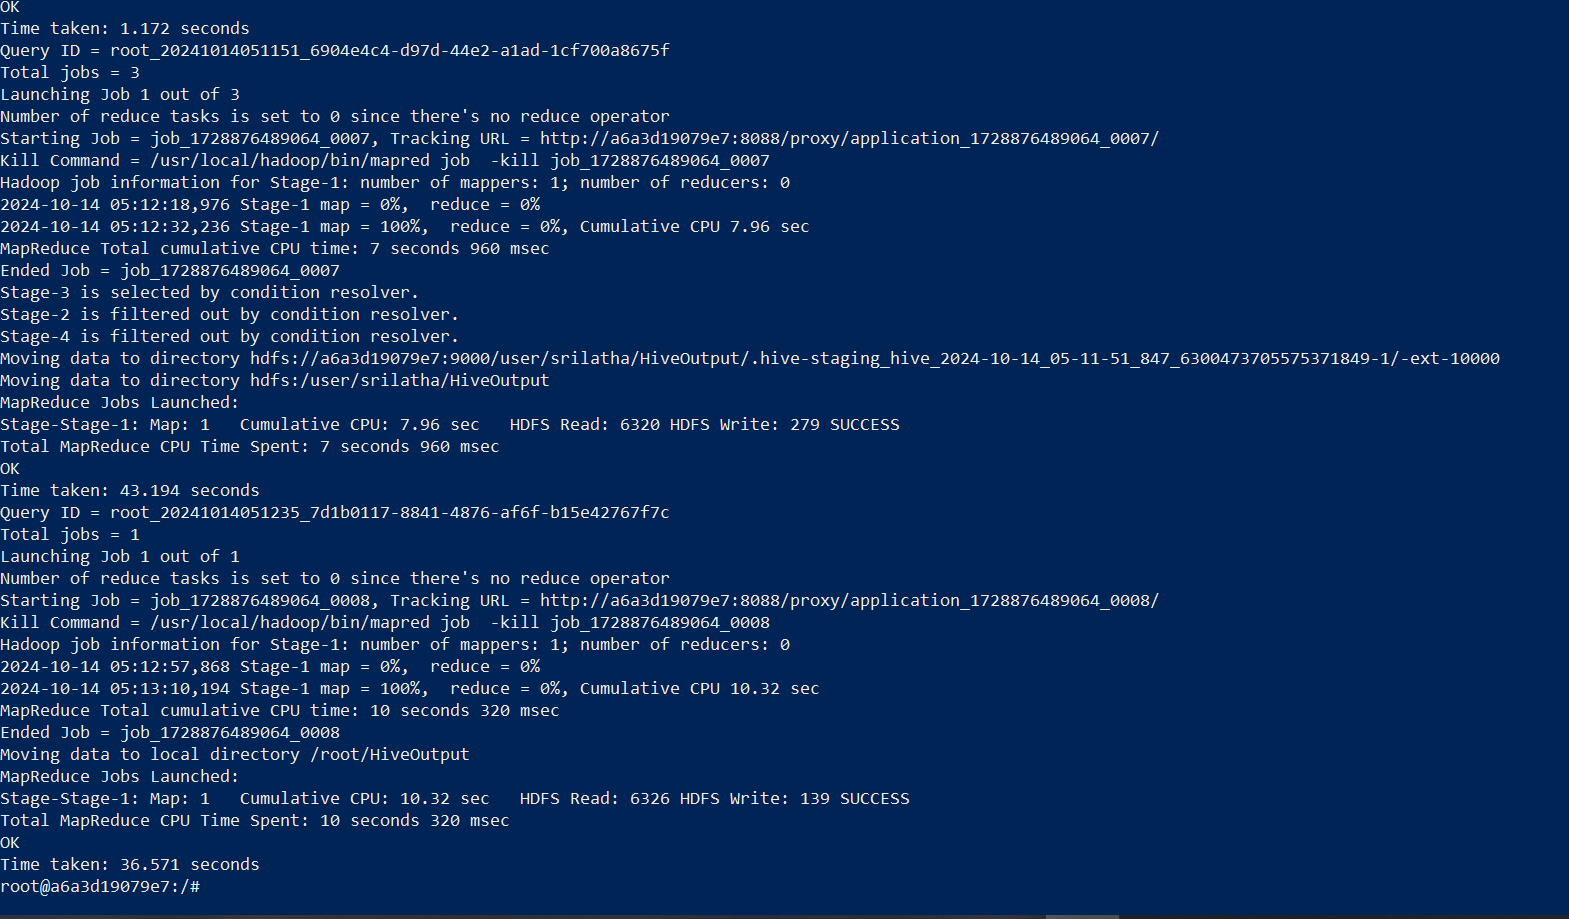 OK
Time taken: 1.172 seconds
Query ID = root_20241014051151_6904e4c4-d97d-44e2-a1ad-1cf700a8675f
Total jobs = 3
Launching Job 1 out of 3
Number of reduce tasks is set to 0 since there's no reduce operator
Starting Job = job_1728876489064_0007, Tracking URL = http://a6a3d19079e7:8088/proxy/application_1728876489064_0007/
Kill Command = /usr/local/hadoop/bin/mapred job  -kill job_1728876489064_0007
Hadoop job information for Stage-1: number of mappers: 1; number of reducers: 0
2024-10-14 05:12:18,976 Stage-1 map = 0%,  reduce = 0%
2024-10-14 05:12:32,236 Stage-1 map = 100%,  reduce = 0%, Cumulative CPU 7.96 sec
MapReduce Total cumulative CPU time: 7 seconds 960 msec
Ended Job = job_1728876489064_0007
Stage-3 is selected by condition resolver.
Stage-2 is filtered out by condition resolver.
Stage-4 is filtered out by condition resolver.
Moving data to directory hdfs://a6a3d19079e7:9000/user/srilatha/HiveOutput/.hive-staging_hive_2024-10-14_05-11-51_847_6300473705575371849-1/-ext-10000
Moving data to directory hdfs:/user/srilatha/HiveOutput
MapReduce Jobs Launched:
Stage-Stage-1: Map: 1   Cumulative CPU: 7.96 sec   HDFS Read: 6320 HDFS Write: 279 SUCCESS
Total MapReduce CPU Time Spent: 7 seconds 960 msec
OK
Time taken: 43.194 seconds
Query ID = root_20241014051235_7d1b0117-8841-4876-af6f-b15e42767f7c
Total jobs = 1
Launching Job 1 out of 1
Number of reduce tasks is set to 0 since there's no reduce operator
Starting Job = job_1728876489064_0008, Tracking URL = http://a6a3d19079e7:8088/proxy/application_1728876489064_0008/
Kill Command = /usr/local/hadoop/bin/mapred job  -kill job_1728876489064_0008
Hadoop job information for Stage-1: number of mappers: 1; number of reducers: 0
2024-10-14 05:12:57,868 Stage-1 map = 0%,  reduce = 0%
2024-10-14 05:13:10,194 Stage-1 map = 100%,  reduce = 0%, Cumulative CPU 10.32 sec
MapReduce Total cumulative CPU time: 10 seconds 320 msec
Ended Job = job_1728876489064_0008
Moving data to local directory /root/HiveOutput
MapReduce Jobs Launched:
Stage-Stage-1: Map: 1   Cumulative CPU: 10.32 sec   HDFS Read: 6326 HDFS Write: 139 SUCCESS
Total MapReduce CPU Time Spent: 10 seconds 320 msec
OK
Time taken: 36.571 seconds
root@a6a3d19079e7:/#